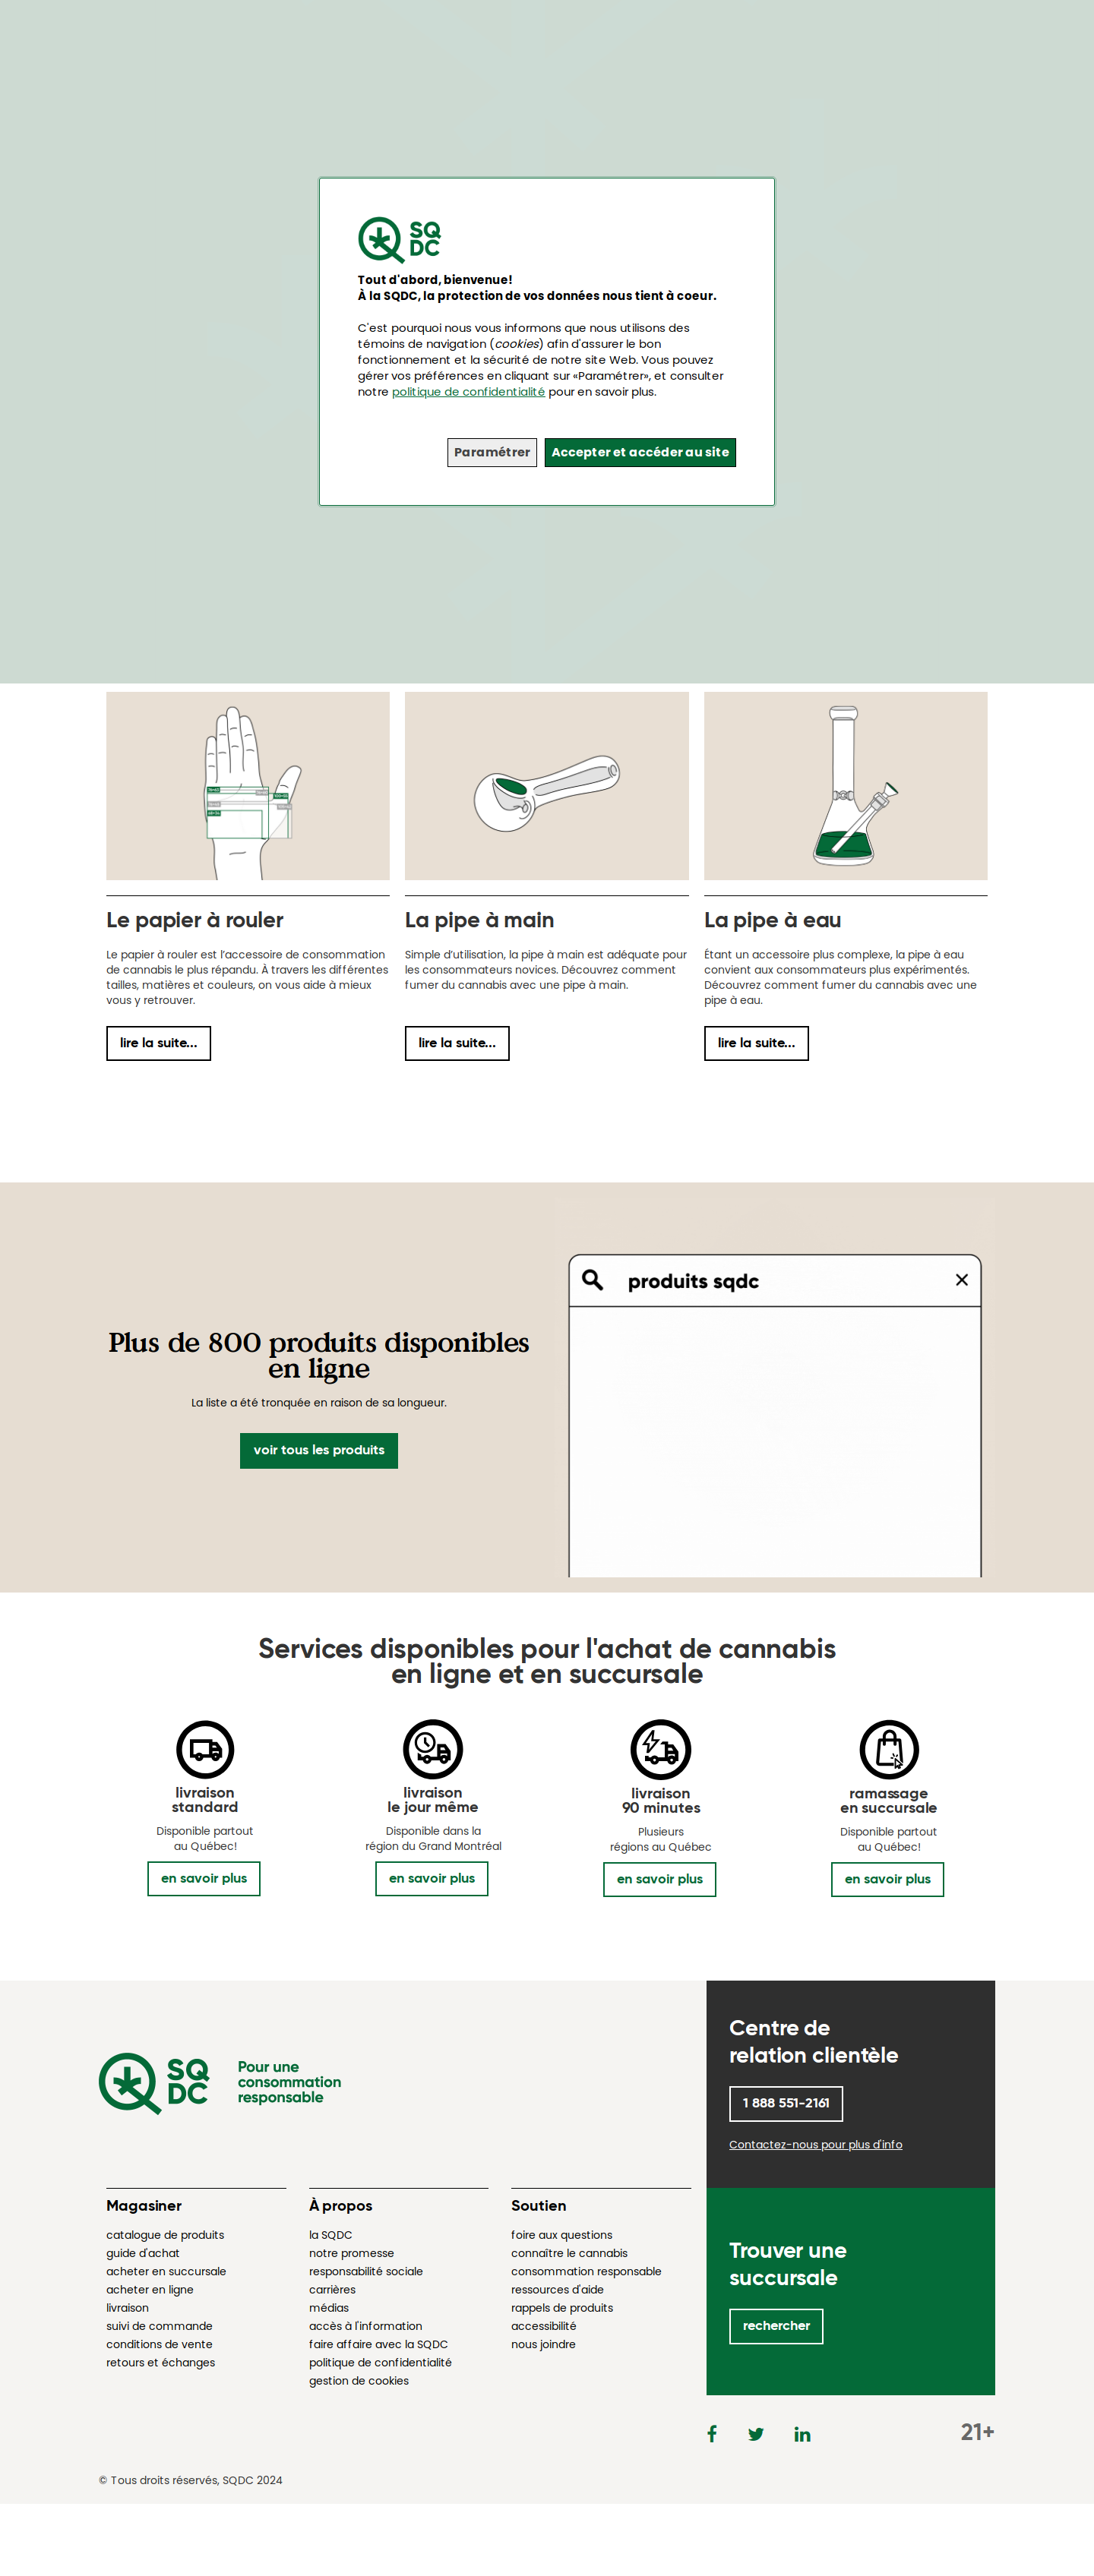 SQ
DC
Tout d'abord, bienvenue!
À la SQDC, la protection de vos données nous tient à coeur.
C'est pourquoi nous vous informons que nous utilisons des
témoins de navigation (cookies) afin d'assurer le bon
fonctionnement et la sécurité de notre site Web. Vous pouvez
gérer vos préférences en cliquant sur «Paramétrer», et consulter
notre politique de confidentialité pour en savoir plus.
Paramétrer
Accepter et accéder au site
Le papier à rouler
Le papier à rouler est l’accessoire de consommation
de cannabis le plus répandu. À travers les différentes
tailles, matières et couleurs, on vous aide à mieux
vous y retrouver.
lire la suite...
La pipe à main
Simple d’utilisation, la pipe à main est adéquate pour
les consommateurs novices. Découvrez comment
fumer du cannabis avec une pipe à main.
lire la suite...
La pipe à eau
Étant un accessoire plus complexe, la pipe à eau
convient aux consommateurs plus expérimentés.
Découvrez comment fumer du cannabis avec une
pipe à eau.
lire la suite...
Plus de 800 produits disponibles
en ligne
La liste a été tronquée en raison de sa longueur.
voir tous les produits
produits sqdc
Services disponibles pour l'achat de cannabis
en ligne et en succursale
livraison
standard
Disponible partout
au Québec!
en savoir plus
livraison
le jour même
Disponible dans la
région du Grand Montréal
en savoir plus
livraison
90 minutes
Plusieurs
régions au Québec
en savoir plus
ramassage
en succursale
Disponible partout
au Québec!
en savoir plus
SQ
DC
Pour une
consommation
responsable
Centre de
relation clientèle
1 888 551-2161
Contactez-nous pour plus d'info
Magasiner
catalogue de produits
guide d'achat
acheter en succursale
acheter en ligne
livraison
suivi de commande
conditions de vente
retours et échanges
À propos
la SQDC
notre promesse
responsabilité sociale
carrières
médias
accès à l'information
faire affaire avec la SQDC
politique de confidentialité
gestion de cookies
Soutien
foire aux questions
connaître le cannabis
consommation responsable
ressources d'aide
rappels de produits
accessibilité
nous joindre
Trouver une
succursale
rechercher
21+
© Tous droits réservés, SQDC 2024